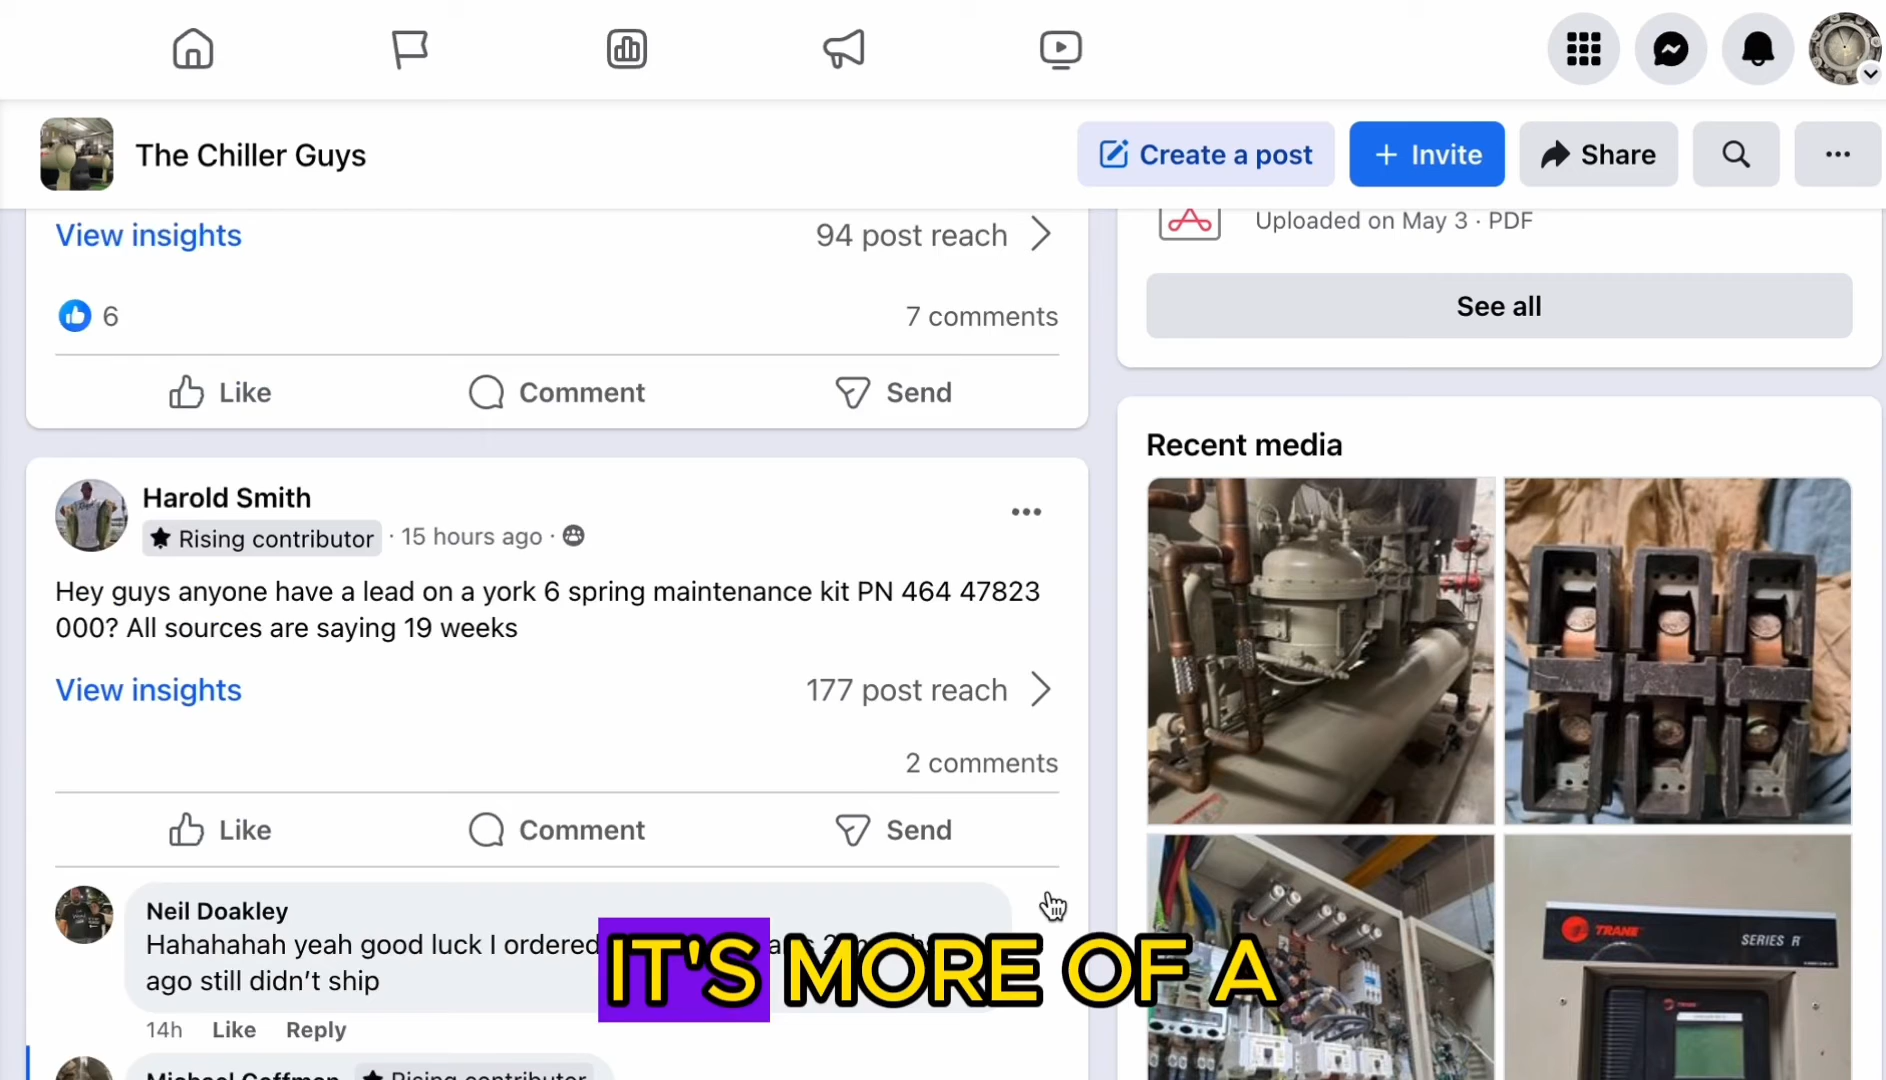 The Chiller Guys
Create a post
+ Invite
Share
View insights
94 post reach
6
7 comments
Like
Comment
Send
Uploaded on May 3 · PDF
See all
Harold Smith
Rising contributor · 15 hours ago ·
Hey guys anyone have a lead on a york 6 spring maintenance kit PN 464 47823
000? All sources are saying 19 weeks
View insights
177 post reach
2 comments
Like
Comment
Send
Neil Doakley
Hahahahah yeah good luck I ordered
ago still didn't ship
14h Like Reply
Rising contributor
Recent media
TRANE
SERIES R
IT'S MORE OF A